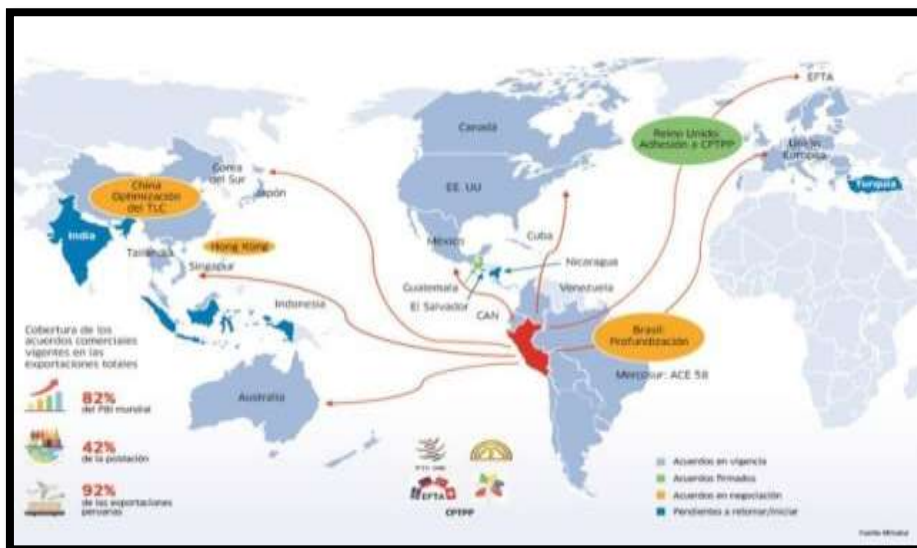 EFTA
Reino Unido:
Adhesión a CPTPP
Canadá
Unión
Europea
Turquía
Corea
del Sur
China
Optimización
del TLC
Japón
EE. UU
India
Hong Kong
Tailandia
Singapur
México
Cuba
Nicaragua
Guatemala
El Salvador
Venezuela
CAN
Indonesia
Brasil:
Profundización
Mercosur: ACE 58
Australia
Cobertura de los
acuerdos comerciales
vigentes en las
exportaciones totales
82%
del PBI mundial
42%
de la población
92%
de las exportaciones
peruanas
EFTA
CPTPP
Acuerdos en vigencia
Acuerdos firmados
Acuerdos en negociación
Pendientes a retomar/iniciar